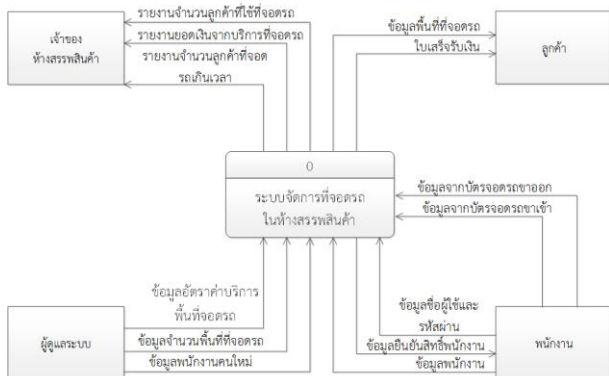 รายงานจำนวนลูกค้าที่ใช้ที่จอดรถ
รายงานยอดเงินจากบริการที่จอดรถ
รายงานจำนวนลูกค้าที่จอด
รถเกินเวลา
เจ้าของ
ห้างสรรพสินค้า
ข้อมูลพื้นที่ที่จอดรถ
ใบเสร็จรับเงิน
ลูกค้า
0
ระบบจัดการที่จอดรถ
ในห้างสรรพสินค้า
ข้อมูลจากบัตรจอดรถขาออก
ข้อมูลจากบัตรจอดรถขาเข้า
ข้อมูลอัตราค่าบริการ
พื้นที่จอดรถ
ข้อมูลจำนวนพื้นที่ที่จอดรถ
ข้อมูลพนักงานคนใหม่
ผู้ดูแลระบบ
ข้อมูลชื่อผู้ใช้และ
รหัสผ่าน
ข้อมูลยืนยันสิทธิ์พนักงาน
ข้อมูลพนักงาน
พนักงาน